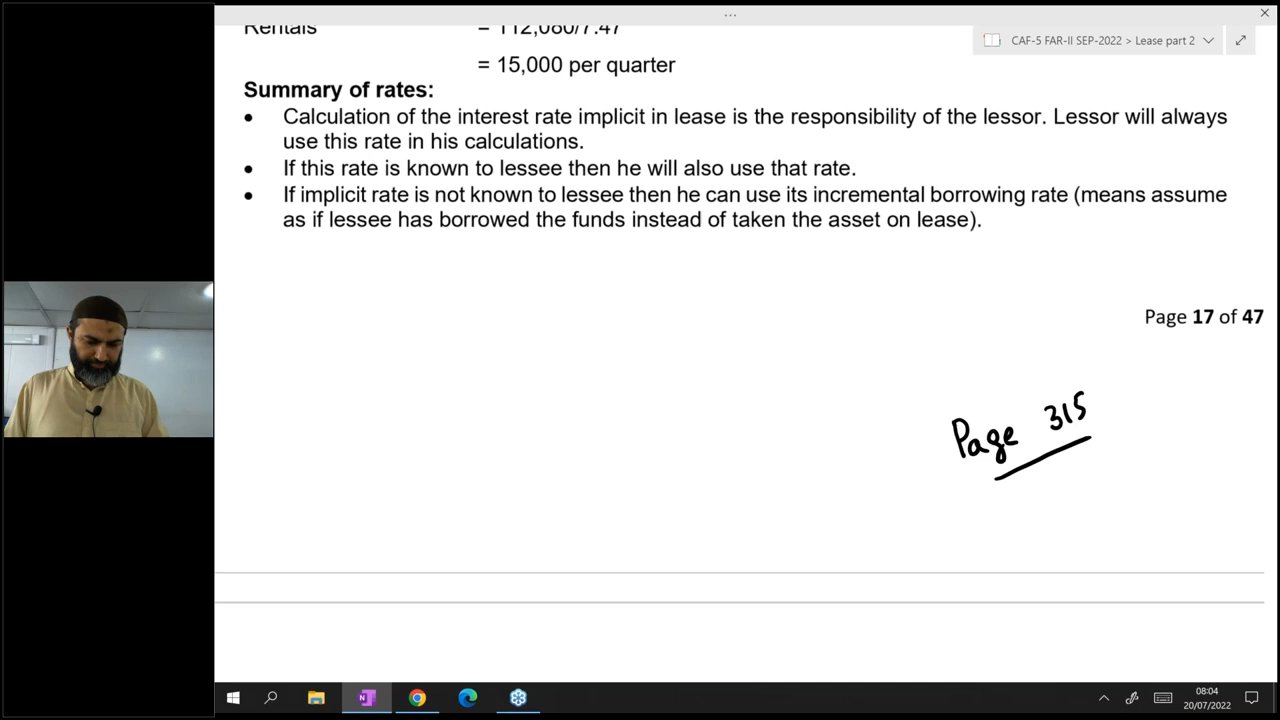 CAF-5 FAR-II SEP-2022 > Lease part 2
Rentals = 112,080/7.47
= 15,000 per quarter
Summary of rates:
• Calculation of the interest rate implicit in lease is the responsibility of the lessor. Lessor will always
use this rate in his calculations.
• If this rate is known to lessee then he will also use that rate.
• If implicit rate is not known to lessee then he can use its incremental borrowing rate (means assume
as if lessee has borrowed the funds instead of taken the asset on lease).
Page 17 of 47
Page 315
08:04
20/07/2022